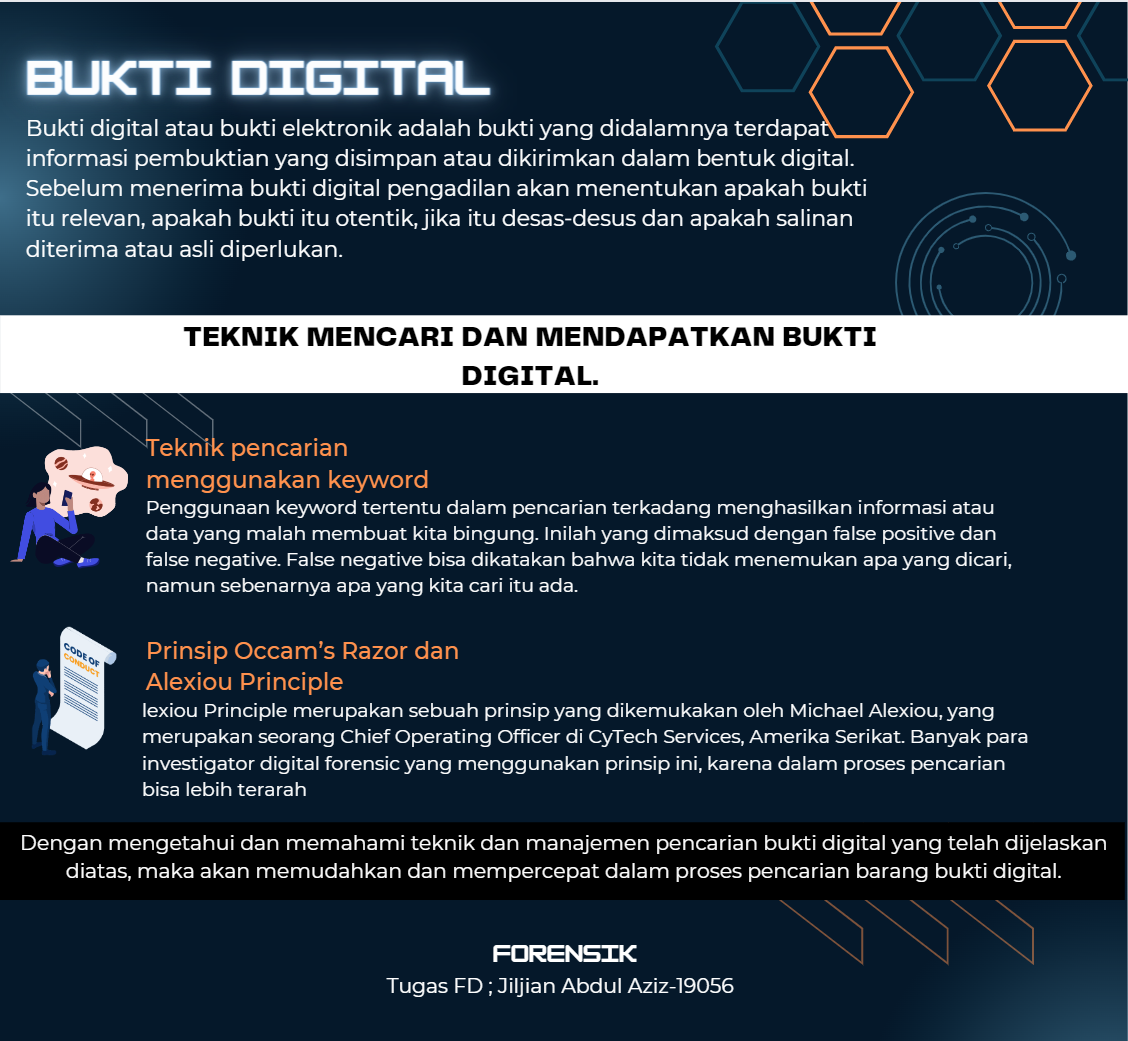 BUKTI DIGITAL
Bukti digital atau bukti elektronik adalah bukti yang didalamnya terdapat
informasi pembuktian yang disimpan atau dikirimkan dalam bentuk digital.
Sebelum menerima bukti digital pengadilan akan menentukan apakah bukti
itu relevan, apakah bukti itu otentik, jika itu desas-desus dan apakah salinan
diterima atau asli diperlukan.
TEKNIK MENCARI DAN MENDAPATKAN BUKTI
DIGITAL.
Teknik pencarian
menggunakan keyword
Penggunaan keyword tertentu dalam pencarian terkadang menghasilkan informasi atau
data yang malah membuat kita bingung. Inilah yang dimaksud dengan false positive dan
false negative. False negative bisa dikatakan bahwa kita tidak menemukan apa yang dicari,
namun sebenarnya apa yang kita cari itu ada.
CODE OF
CONDUCT
Prinsip Occam's Razor dan
Alexiou Principle
lexiou Principle merupakan sebuah prinsip yang dikemukakan oleh Michael Alexiou, yang
merupakan seorang Chief Operating Officer di CyTech Services, Amerika Serikat. Banyak para
investigator digital forensic yang menggunakan prinsip ini, karena dalam proses pencarian
bisa lebih terarah
Dengan mengetahui dan memahami teknik dan manajemen pencarian bukti digital yang telah dijelaskan
diatas, maka akan memudahkan dan mempercepat dalam proses pencarian barang bukti digital.
FORENSIK
Tugas FD ; Jiljian Abdul Aziz-19056